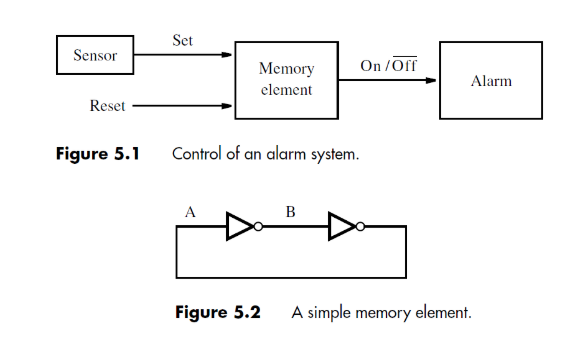 Set
Sensor
Memory
element
On / O̅f̅f̅
Alarm
Reset
Figure 5.1 Control of an alarm system.
A B
Figure 5.2 A simple memory element.